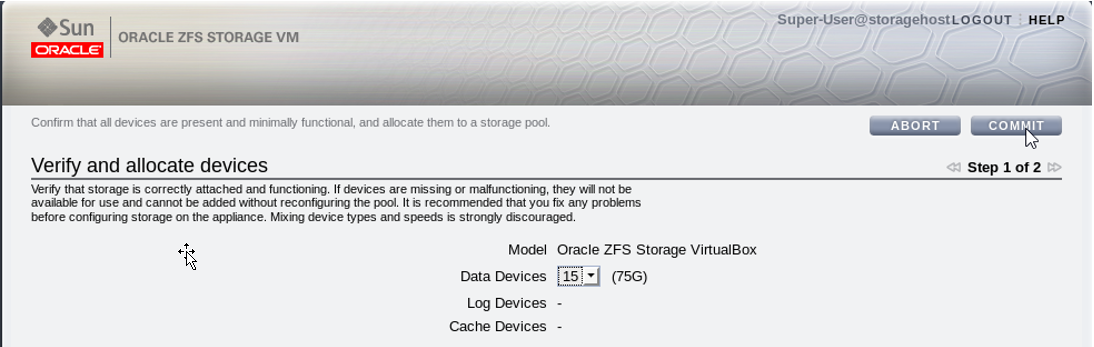 Sun
ORACLE
ORACLE ZFS STORAGE VM
Super-User@storagehost LOGOUT HELP
Confirm that all devices are present and minimally functional, and allocate them to a storage pool.
ABORT COMMIT
Verify and allocate devices
Step 1 of 2
Verify that storage is correctly attached and functioning. If devices are missing or malfunctioning, they will not be
available for use and cannot be added without reconfiguring the pool. It is recommended that you fix any problems
before configuring storage on the appliance. Mixing device types and speeds is strongly discouraged.
Model Oracle ZFS Storage VirtualBox
Data Devices 15 (75G)
Log Devices -
Cache Devices -